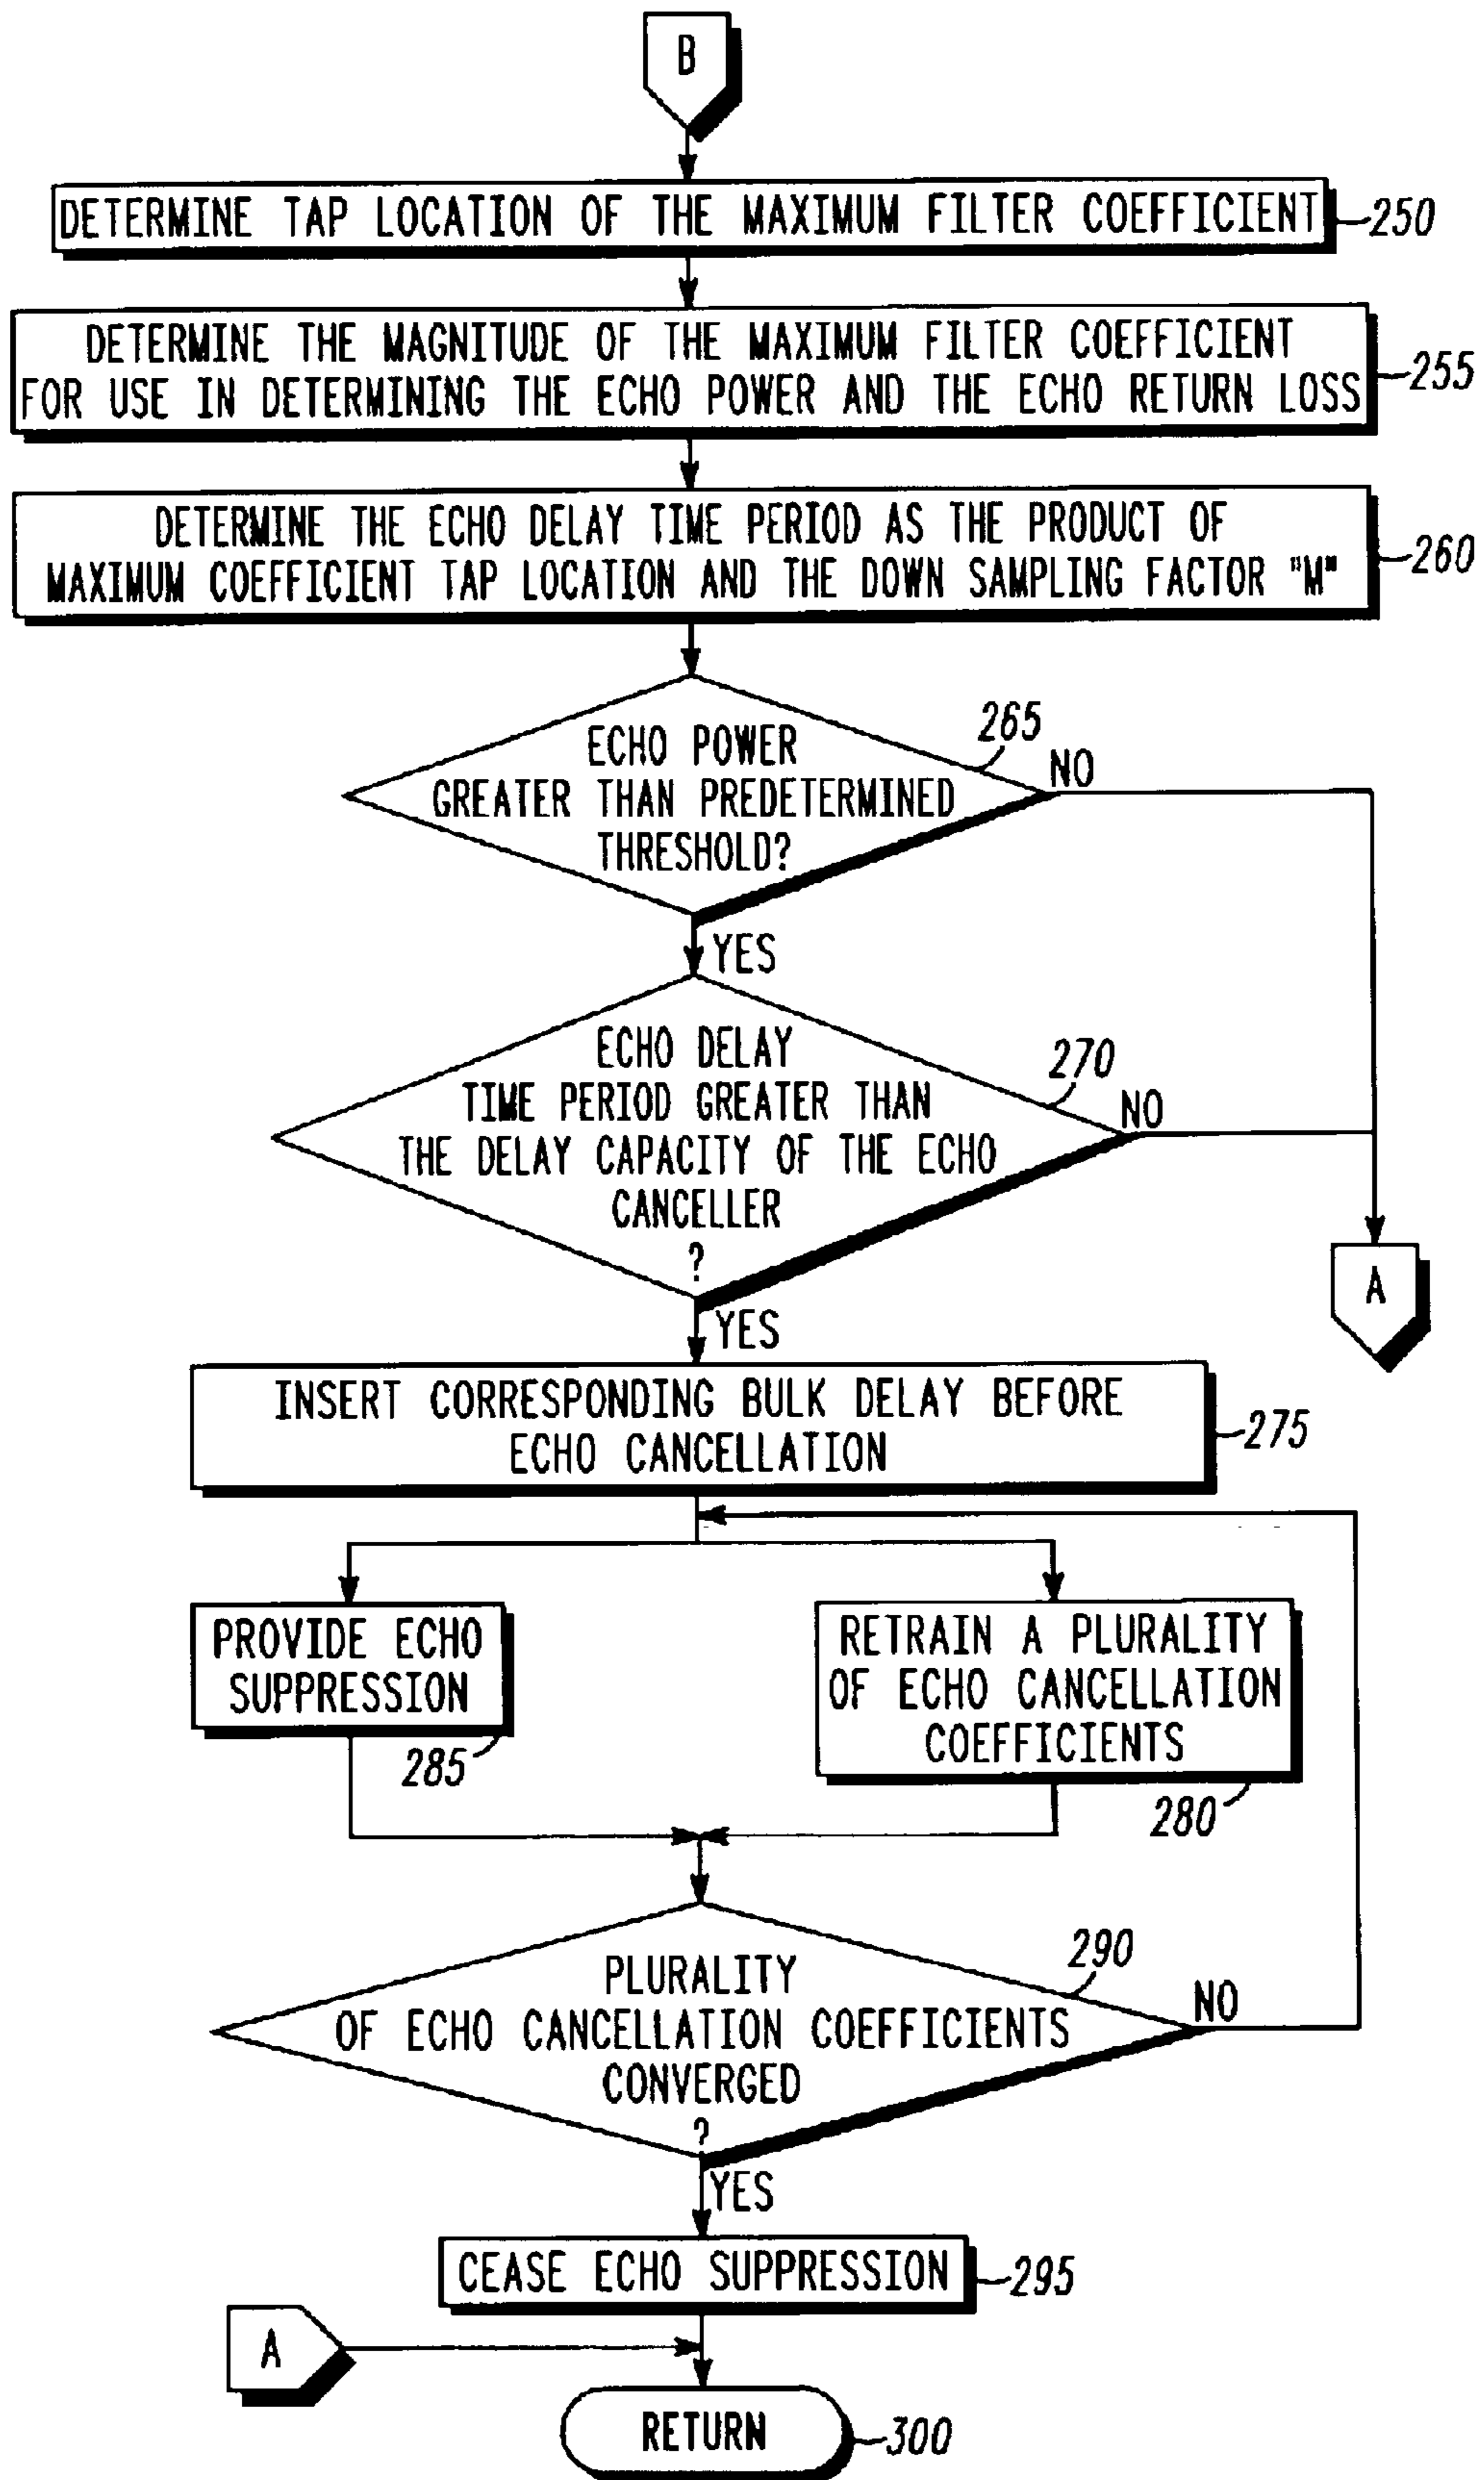 B
DETERMINE TAP LOCATION OF THE MAXIMUM FILTER COEFFICIENT
250
DETERMINE THE MAGNITUDE OF THE MAXIMUM FILTER COEFFICIENT
FOR USE IN DETERMINING THE ECHO POWER AND THE ECHO RETURN LOSS
255
DETERMINE THE ECHO DELAY TIME PERIOD AS THE PRODUCT OF
MAXIMUM COEFFICIENT TAP LOCATION AND THE DOWN SAMPLING FACTOR "M"
260
ECHO POWER
GREATER THAN PREDETERMINED
THRESHOLD?
265
NO
YES
ECHO DELAY
TIME PERIOD GREATER THAN
THE DELAY CAPACITY OF THE ECHO
CANCELLER
?
270
NO
A
YES
INSERT CORRESPONDING BULK DELAY BEFORE
ECHO CANCELLATION
275
PROVIDE ECHO
SUPPRESSION
285
RETRAIN A PLURALITY
OF ECHO CANCELLATION
COEFFICIENTS
280
PLURALITY
OF ECHO CANCELLATION COEFFICIENTS
CONVERGED
?
290
NO
YES
CEASE ECHO SUPPRESSION
295
A
RETURN
300